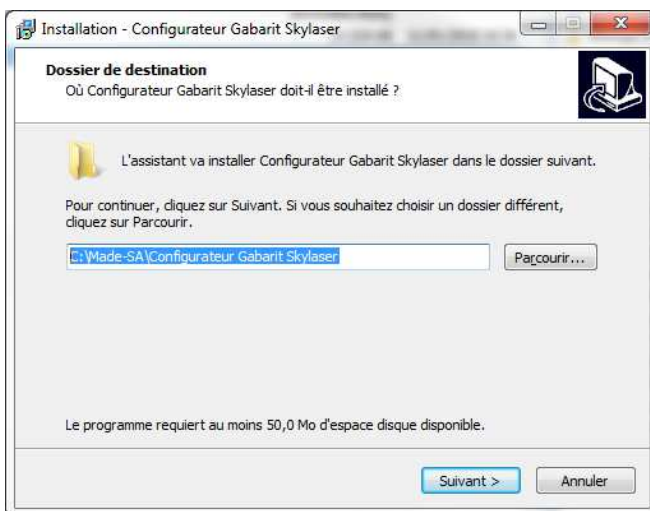 Installation - Configurateur Gabarit Skylaser
Dossier de destination
Où Configurateur Gabarit Skylaser doit-il être installé ?
L'assistant va installer Configurateur Gabarit Skylaser dans le dossier suivant.
Pour continuer, cliquez sur Suivant. Si vous souhaitez choisir un dossier différent,
cliquez sur Parcourir.
C:\Made-SA\Configurateur Gabarit Skylaser
Parcourir...
Le programme requiert au moins 50,0 Mo d'espace disque disponible.
Suivant >
Annuler